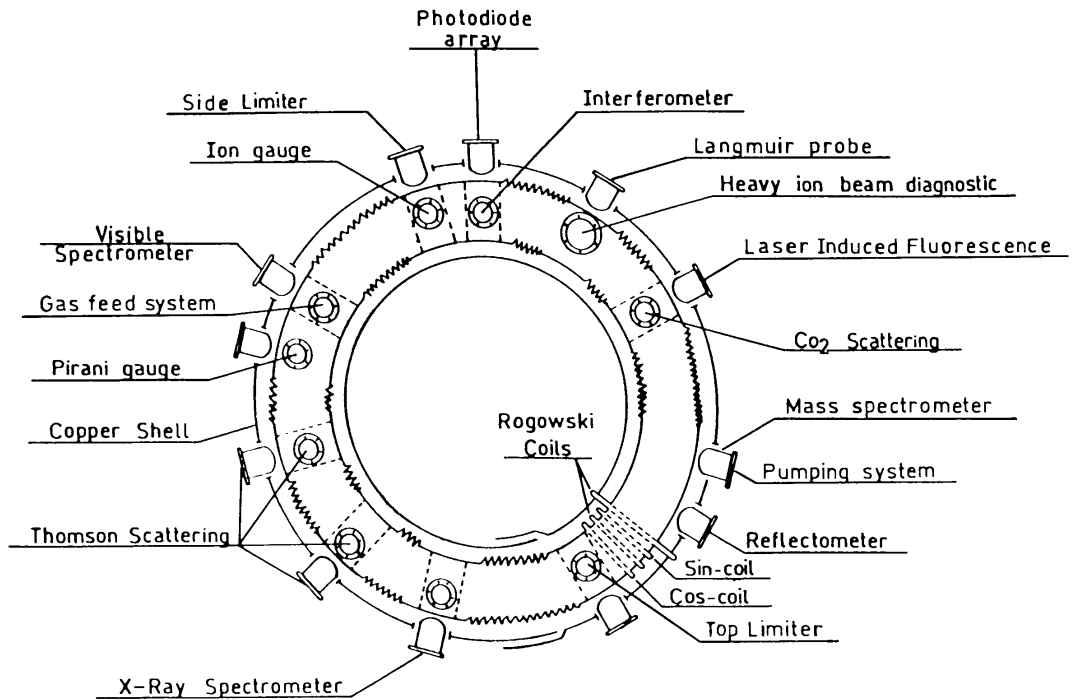 Photodiode
array
Side Limiter
Interferometer
Ion gauge
Langmuir probe
Heavy ion beam diagnostic
Visible
Spectrometer
Laser Induced Fluorescence
Gas feed system
Co2 Scattering
Pirani gauge
Mass spectrometer
Rogowski
Coils
Copper Shell
Pumping system
Thomson Scattering
Reflectometer
Sin-coil
Cos-coil
Top Limiter
X-Ray Spectrometer